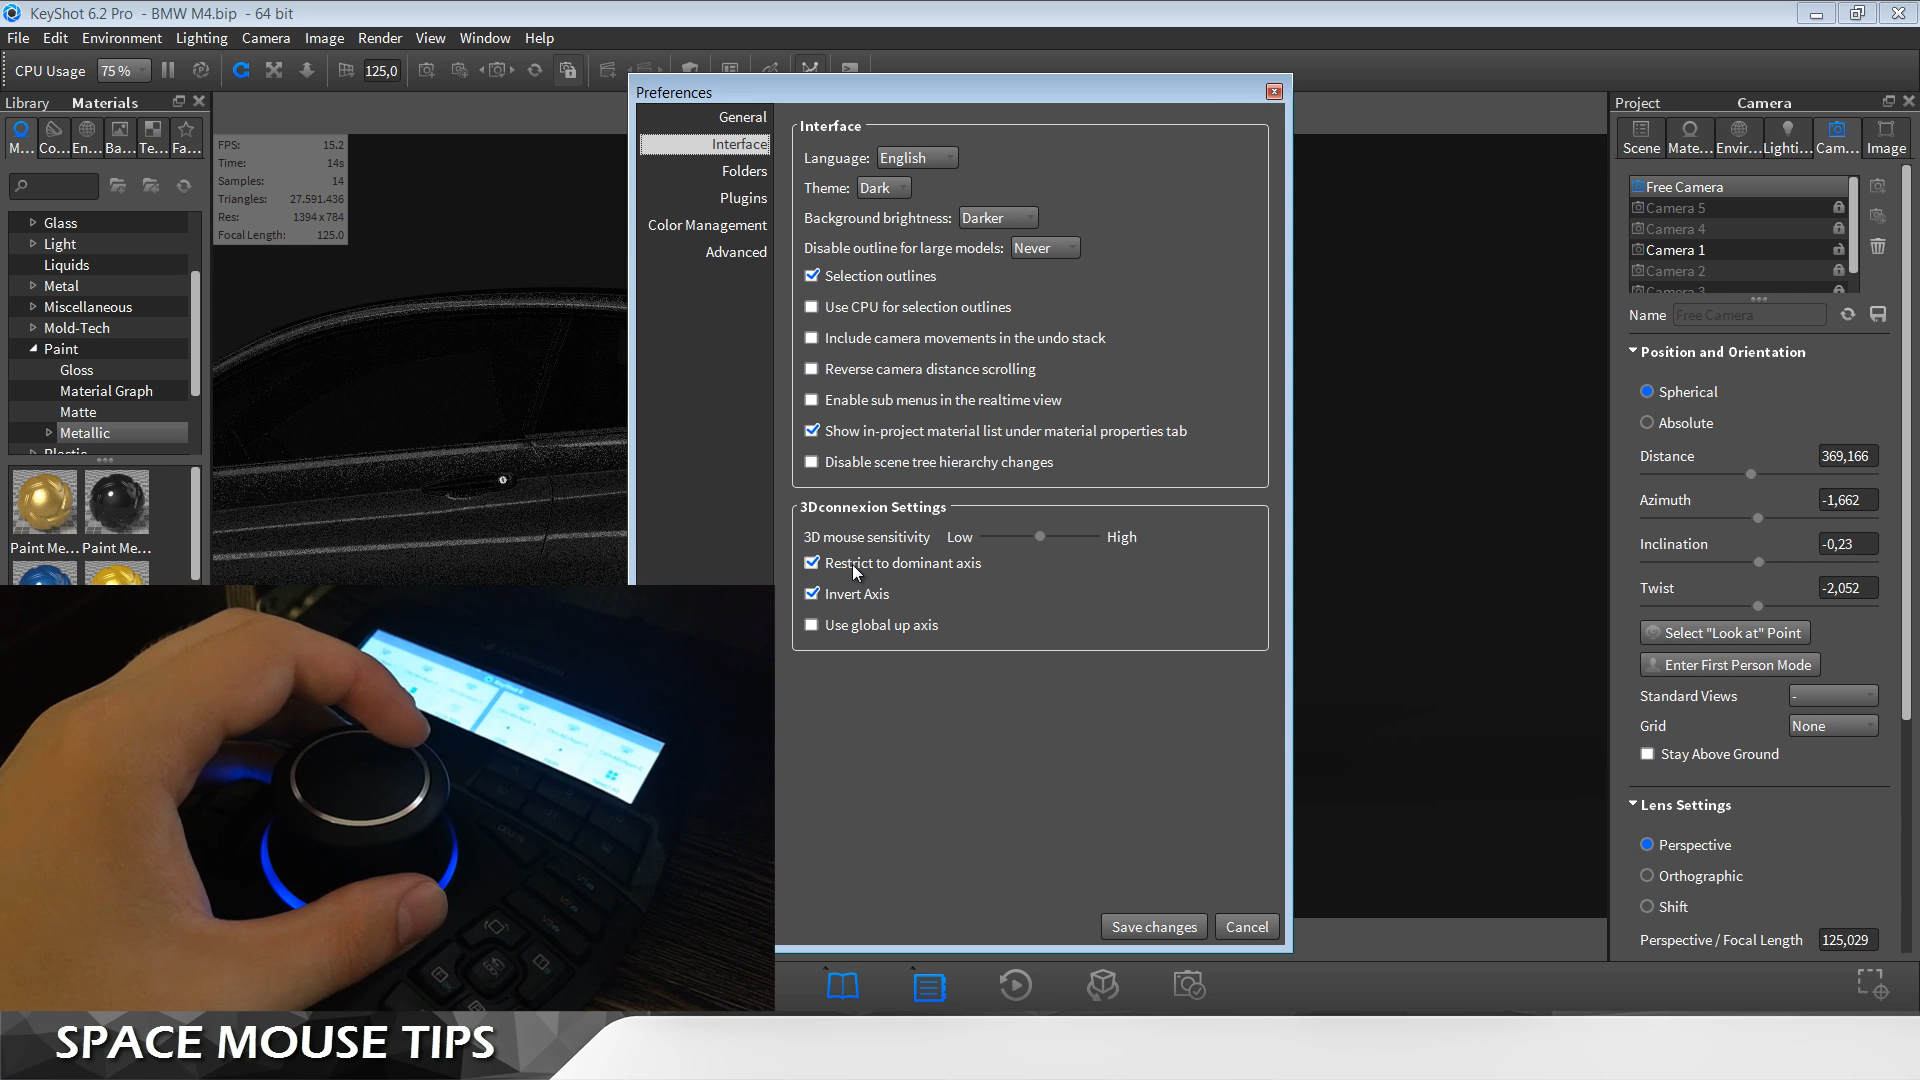 KeyShot 6.2 Pro - BMW M4.bip - 64 bit
File Edit Environment Lighting Camera Image Render View Window Help
CPU Usage 75 % 125,0
Library Materials
M... Co... En... Ba... Te... Fa...
Glass
Light
Liquids
Metal
Miscellaneous
Mold-Tech
Paint
Gloss
Material Graph
Matte
Metallic
Plastic
Paint Me... Paint Me...
FPS: 15.2
Time: 14s
Samples: 14
Triangles: 27.591.436
Res: 1394 x 784
Focal Length: 125.0
Preferences
General
Interface
Folders
Plugins
Color Management
Advanced
Interface
Language: English
Theme: Dark
Background brightness: Darker
Disable outline for large models: Never
Selection outlines
Use CPU for selection outlines
Include camera movements in the undo stack
Reverse camera distance scrolling
Enable sub menus in the realtime view
Show in-project material list under material properties tab
Disable scene tree hierarchy changes
3Dconnexion Settings
3D mouse sensitivity Low High
Restrict to dominant axis
Invert Axis
Use global up axis
Save changes Cancel
Project Camera
Scene Mate... Envir... Lighti... Cam... Image
Free Camera
Camera 5
Camera 4
Camera 1
Camera 2
Camera 3
Name Free Camera
Position and Orientation
Spherical
Absolute
Distance 369,166
Azimuth -1,662
Inclination -0,23
Twist -2,052
Select "Look at" Point
Enter First Person Mode
Standard Views -
Grid None
Stay Above Ground
Lens Settings
Perspective
Orthographic
Shift
Perspective / Focal Length 125,029
SPACE MOUSE TIPS